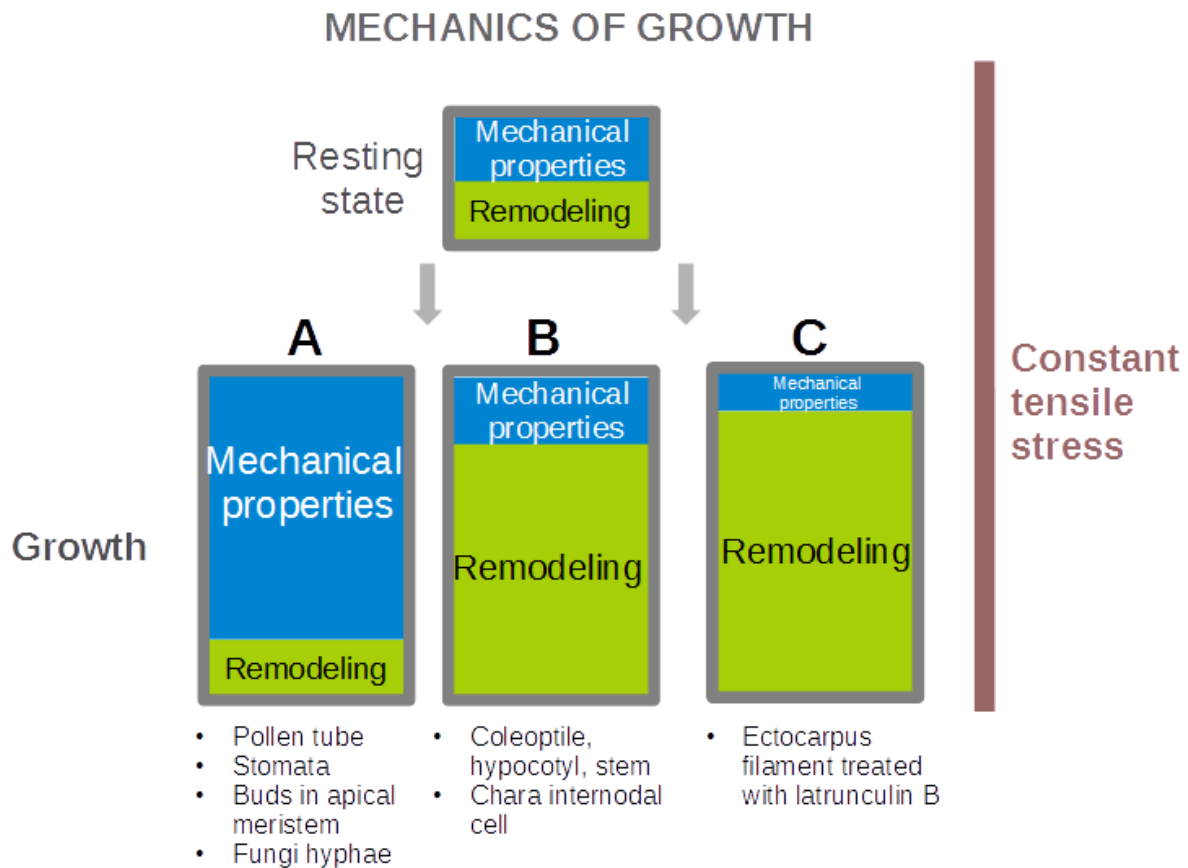 MECHANICS OF GROWTH
Resting
state
Mechanical
properties
Remodeling
A
B
C
Growth
Mechanical
properties
Remodeling
Mechanical
properties
Remodeling
Mechanical
properties
Remodeling
Constant
tensile
stress
• Pollen tube
• Stomata
• Buds in apical
meristem
• Fungi hyphae
• Coleoptile,
hypocotyl, stem
• Chara internodal
cell
• Ectocarpus
filament treated
with latrunculin B